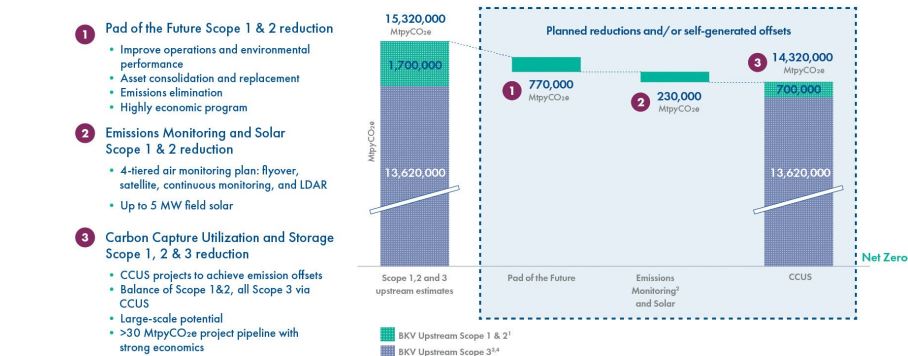 1 Pad of the Future Scope 1 & 2 reduction
• Improve operations and environmental
performance
• Asset consolidation and replacement
• Emissions elimination
• Highly economic program
2 Emissions Monitoring and Solar
Scope 1 & 2 reduction
• 4-tiered air monitoring plan: flyover,
satellite, continuous monitoring, and LDAR
• Up to 5 MW field solar
3 Carbon Capture Utilization and Storage
Scope 1, 2 & 3 reduction
• CCUS projects to achieve emission offsets
• Balance of Scope 1&2, all Scope 3 via
CCUS
• Large-scale potential
• >30 MtpyCO₂e project pipeline with
strong economics
15,320,000
MtpyCO₂e
1,700,000
MtpyCO₂e
13,620,000
Planned reductions and/or self-generated offsets
1 770,000
MtpyCO₂e
2 230,000
MtpyCO₂e
3 14,320,000
MtpyCO₂e
700,000
13,620,000
Net Zero
Scope 1,2 and 3
upstream estimates
Pad of the Future
Emissions
Monitoring²
and Solar
CCUS
BKV Upstream Scope 1 & 2¹
BKV Upstream Scope 3³,⁴